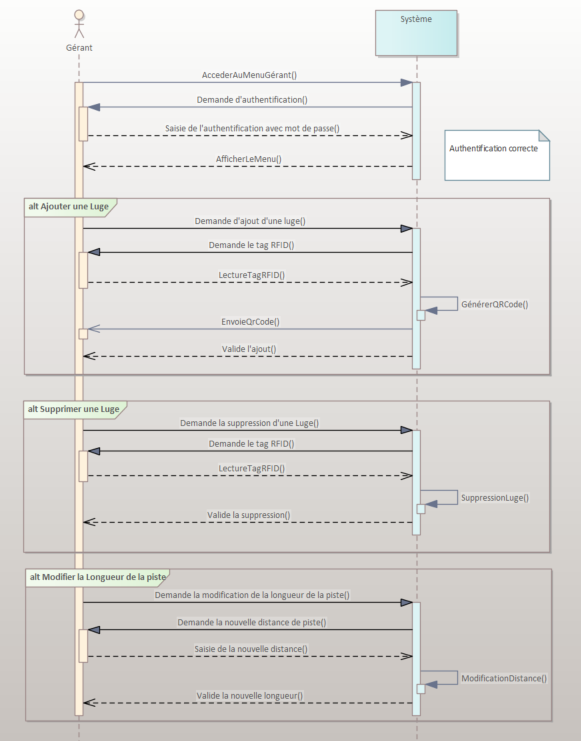 Gérant
Système
AccederAuMenuGérant()
Demande d'authentification()
Saisie de l'authentification avec mot de passe()
Authentification correcte
AfficherLeMenu()
alt Ajouter une Luge
Demande d'ajout d'une luge()
Demande le tag RFID()
LectureTagRFID()
GénérerQRCode()
EnvoieQrCode()
Valide l'ajout()
alt Supprimer une Luge
Demande la suppression d'une Luge()
Demande le tag RFID()
LectureTagRFID()
SuppressionLuge()
Valide la suppression()
alt Modifier la Longueur de la piste
Demande la modification de la longueur de la piste()
Demande la nouvelle distance de piste()
Saisie de la nouvelle distance()
ModificationDistance()
Valide la nouvelle longueur()